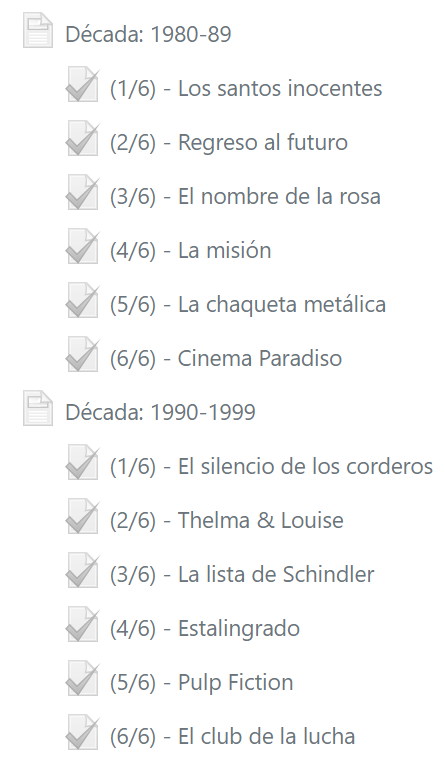 Década: 1980-89
(1/6) - Los santos inocentes
(2/6) - Regreso al futuro
(3/6) - El nombre de la rosa
(4/6) - La misión
(5/6) - La chaqueta metálica
(6/6) - Cinema Paradiso
Década: 1990-1999
(1/6) - El silencio de los corderos
(2/6) - Thelma & Louise
(3/6) - La lista de Schindler
(4/6) - Estalingrado
(5/6) - Pulp Fiction
(6/6) - El club de la lucha